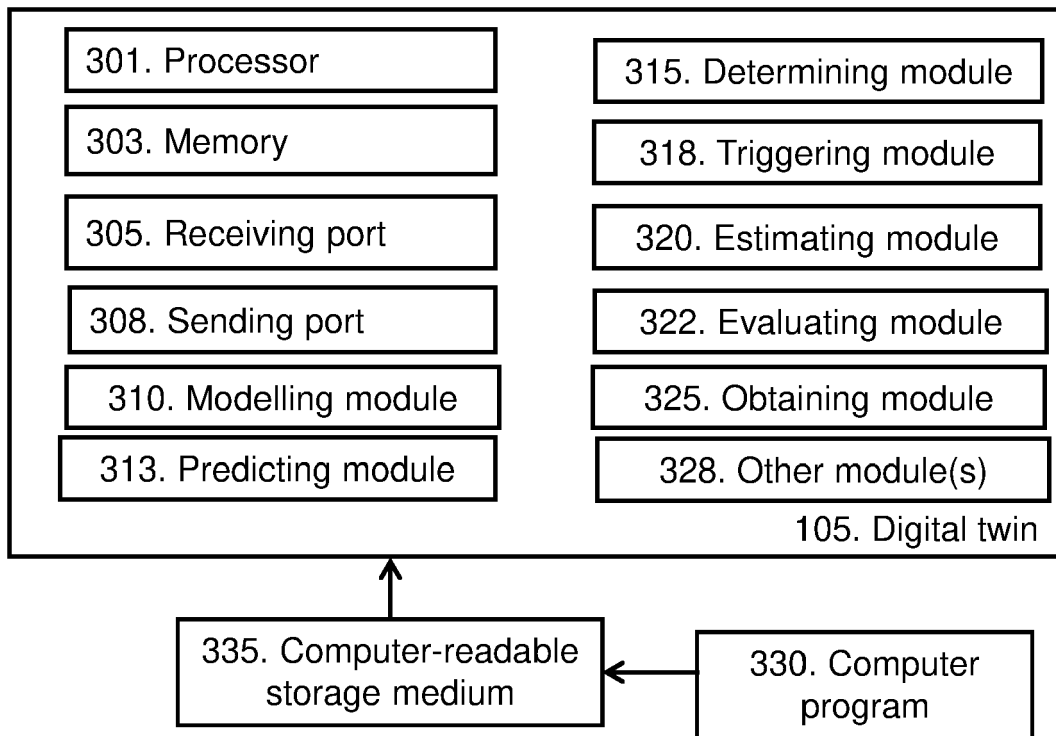 301. Processor
303. Memory
305. Receiving port
308. Sending port
310. Modelling module
313. Predicting module
315. Determining module
318. Triggering module
320. Estimating module
322. Evaluating module
325. Obtaining module
328. Other module(s)
105. Digital twin
335. Computer-readable
storage medium
330. Computer
program